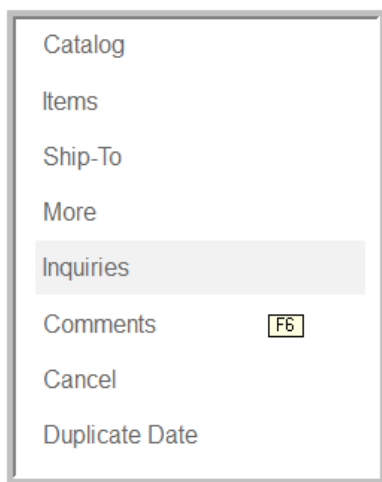 Catalog
Items
Ship-To
More
Inquiries
Comments F6
Cancel
Duplicate Date